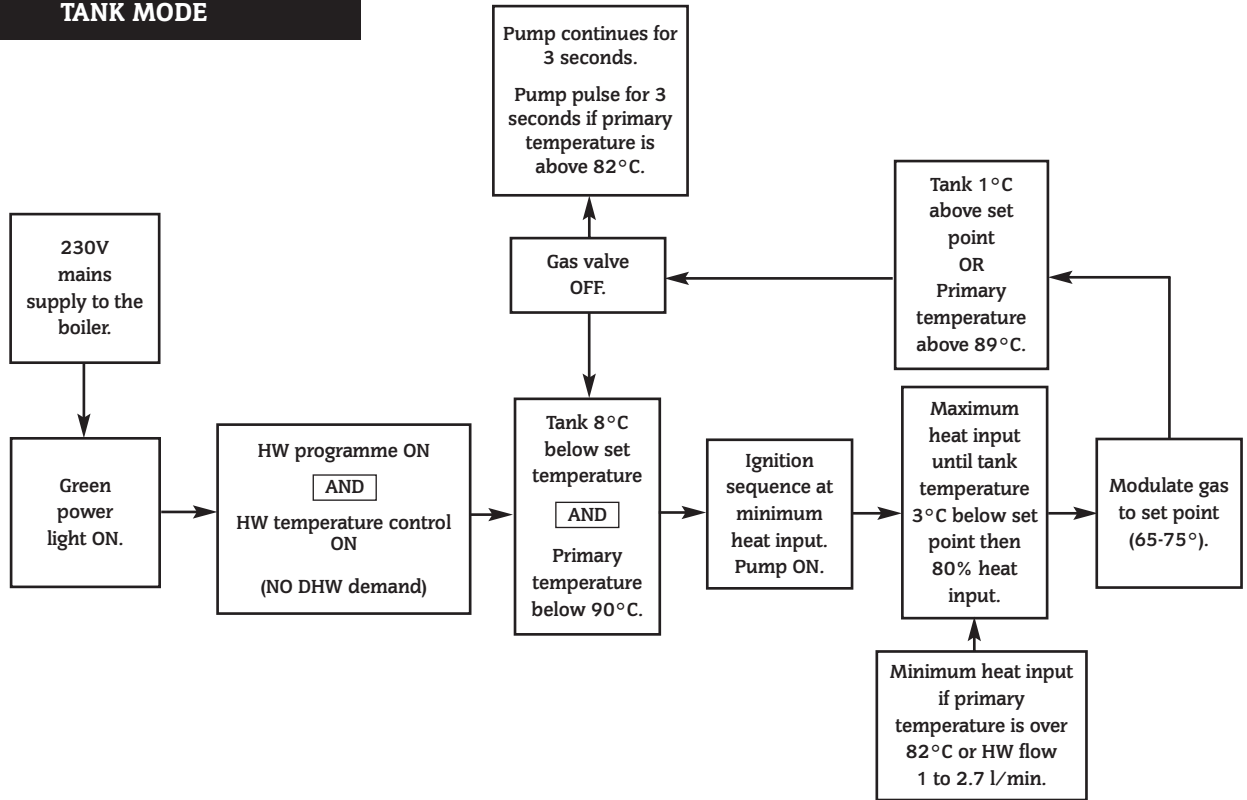 TANK MODE
Pump continues for
3 seconds.
Pump pulse for 3
seconds if primary
temperature is
above 82°C.
230V
mains
supply to the
boiler.
Gas valve
OFF.
Tank 1°C
above set
point
OR
Primary
temperature
above 89°C.
Green
power
light ON.
HW programme ON
AND
HW temperature control
ON
(NO DHW demand)
Tank 8°C
below set
temperature
AND
Primary
temperature
below 90°C.
Ignition
sequence at
minimum
heat input.
Pump ON.
Maximum
heat input
until tank
temperature
3°C below set
point then
80% heat
input.
Modulate gas
to set point
(65-75°).
Minimum heat input
if primary
temperature is over
82°C or HW flow
1 to 2.7 l/min.